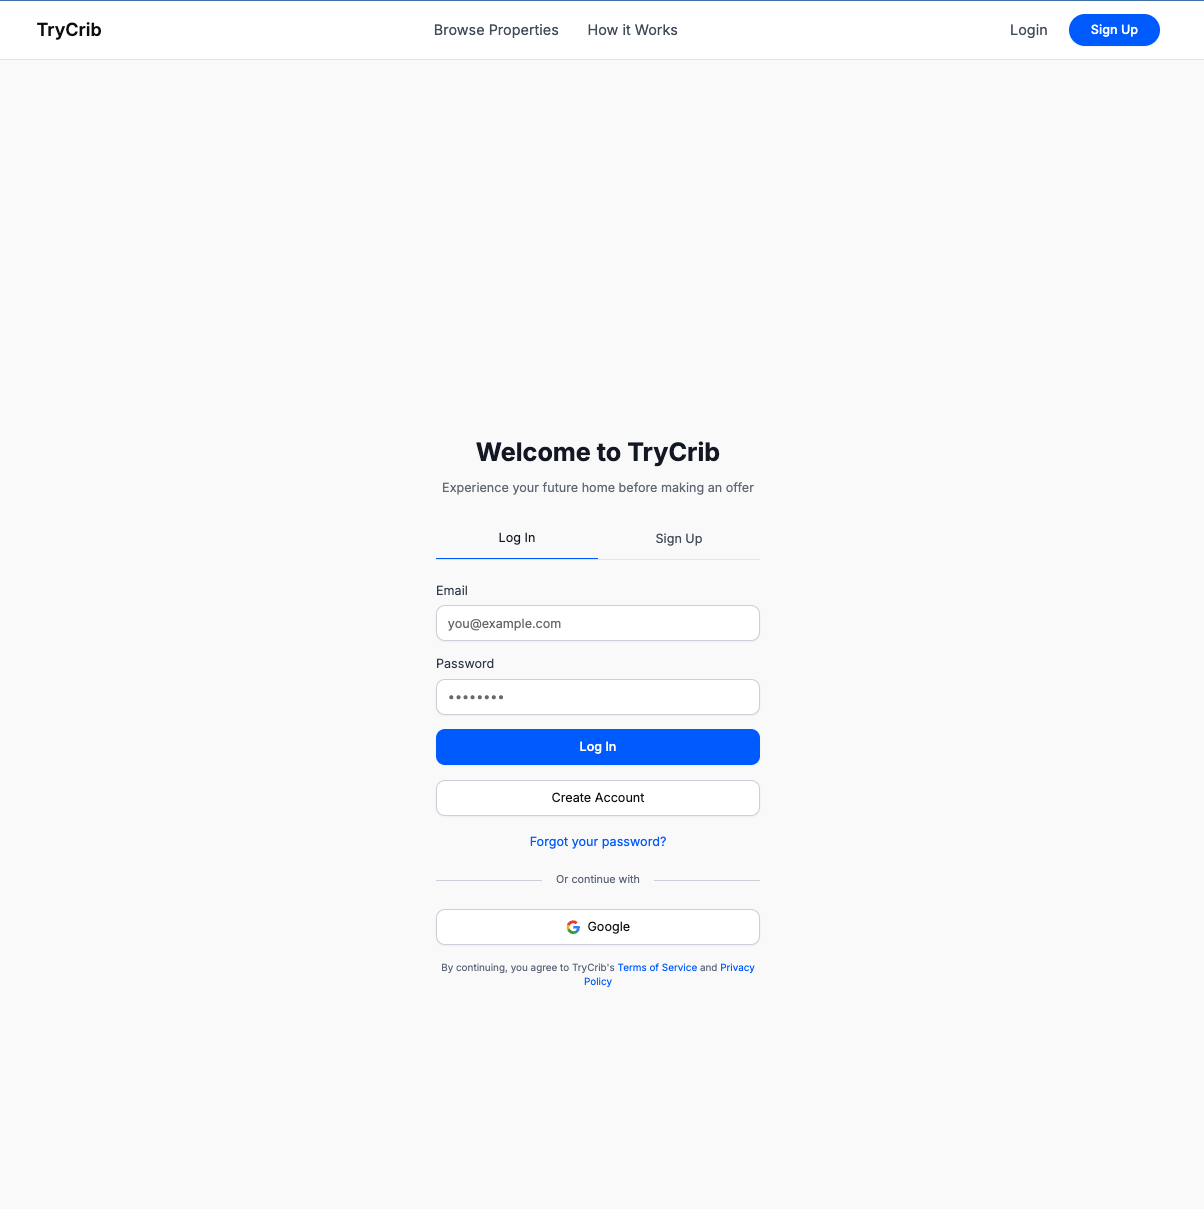 TryCrib
Browse Properties
How it Works
Login
Sign Up
Welcome to TryCrib
Experience your future home before making an offer
Log In
Sign Up
Email
you@example.com
Password
••••••••
Log In
Create Account
Forgot your password?
Or continue with
Google
By continuing, you agree to TryCrib's Terms of Service and Privacy
Policy